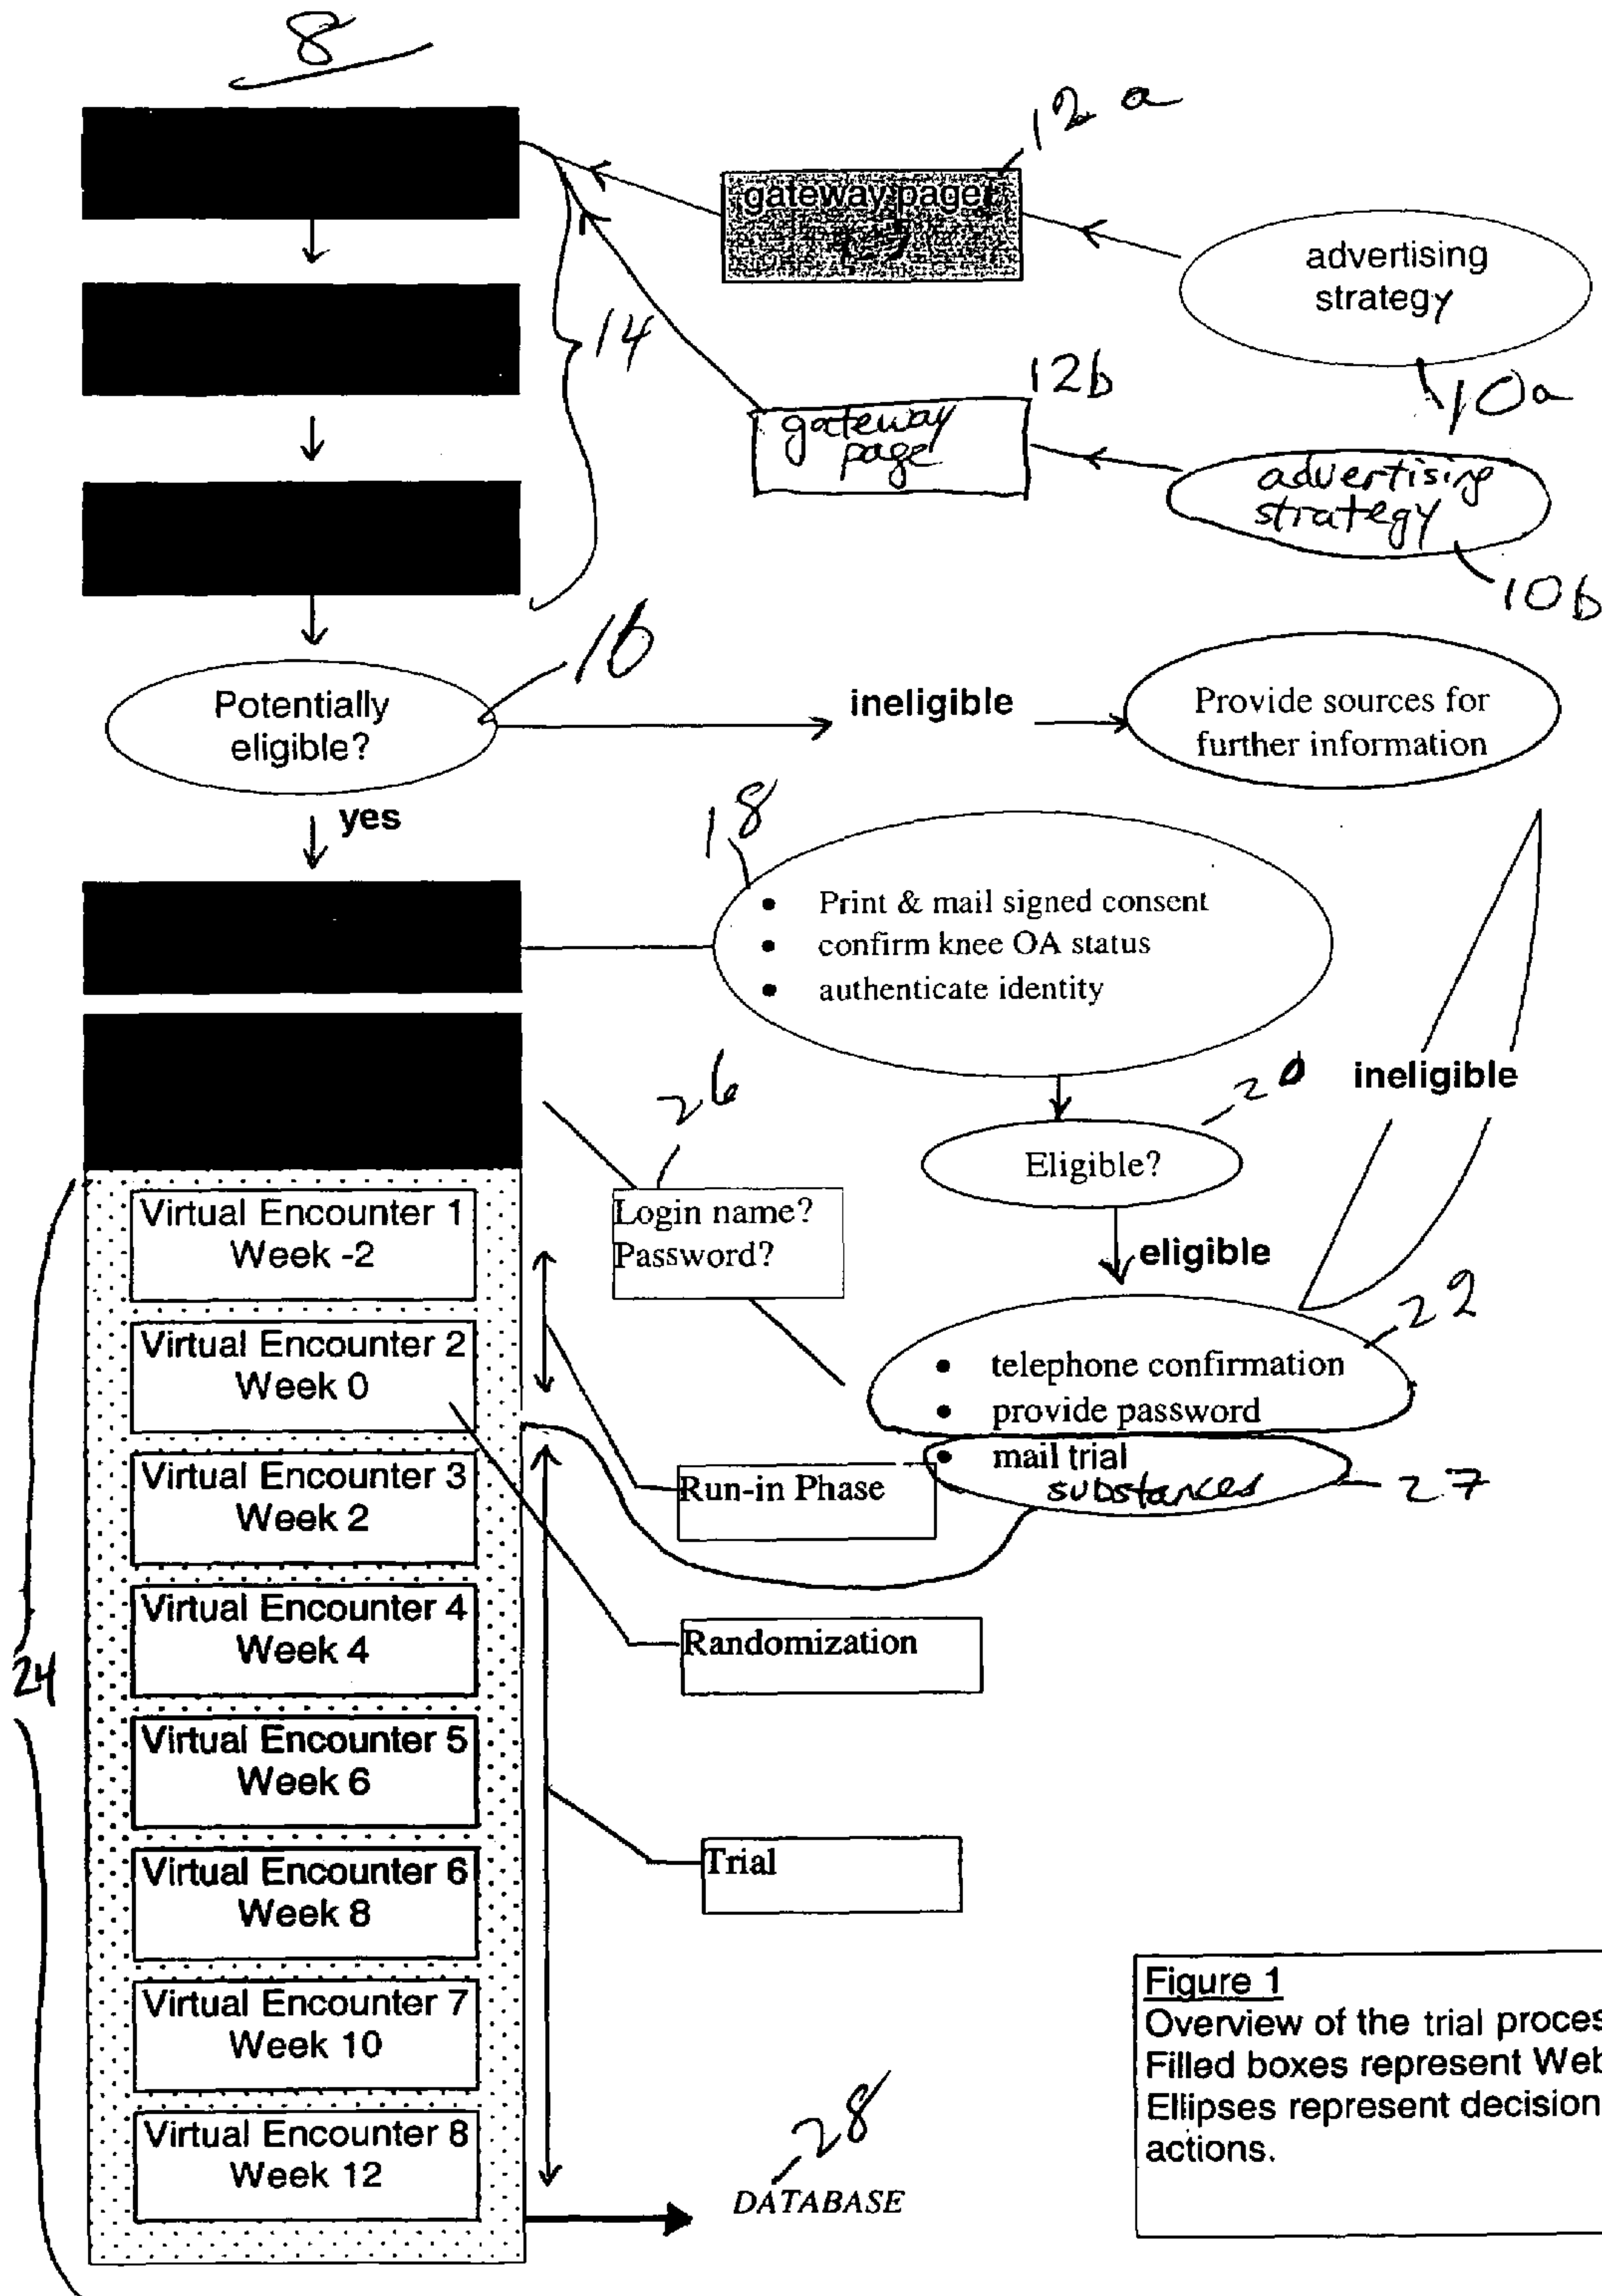 8
12a
gateway page
advertising
strategy
10a
14
12b
gateway
page
advertising
strategy
10b
16
Potentially
eligible?
ineligible
Provide sources for
further information
yes
18
• Print & mail signed consent
• confirm knee OA status
• authenticate identity
26
20
ineligible
Eligible?
Login name?
Password?
eligible
22
Virtual Encounter 1
Week -2
Virtual Encounter 2
Week 0
• telephone confirmation
• provide password
• mail trial
substances
27
Run-in Phase
Virtual Encounter 3
Week 2
Virtual Encounter 4
Week 4
Randomization
24
Virtual Encounter 5
Week 6
Virtual Encounter 6
Week 8
Trial
Virtual Encounter 7
Week 10
Virtual Encounter 8
Week 12
28
DATABASE
Figure 1
Overview of the trial proces
Filled boxes represent Web
Ellipses represent decision
actions.